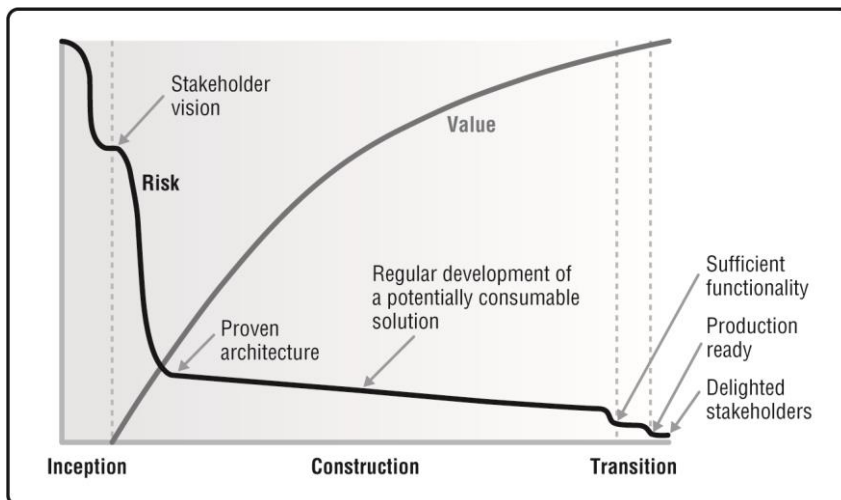 Stakeholder
vision
Value
Risk
Regular development of
a potentially consumable
solution
Sufficient
functionality
Proven
architecture
Production
ready
Delighted
stakeholders
Inception
Construction
Transition